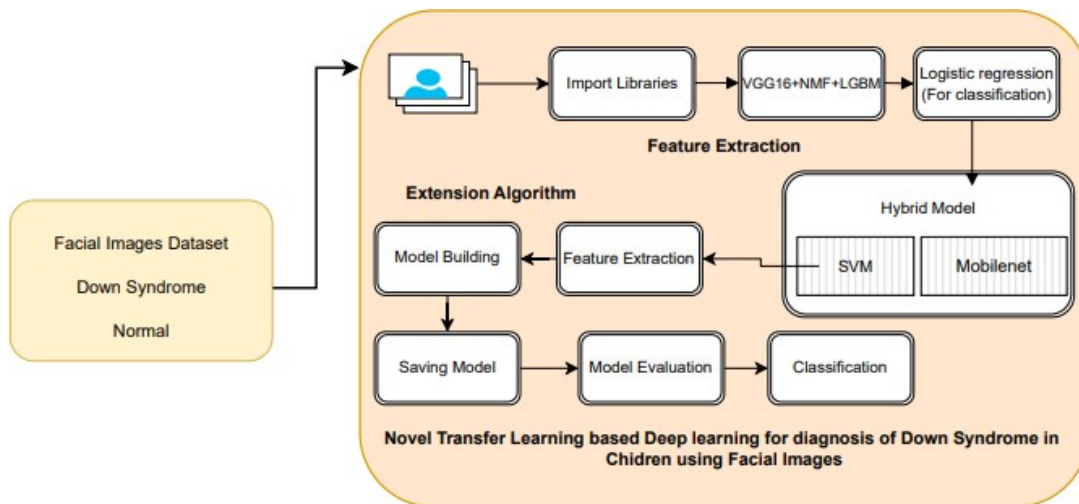 Facial Images Dataset
Down Syndrome
Normal
Import Libraries
VGG16+NMF+LGBM
Logistic regression
(For classification)
Feature Extraction
Hybrid Model
SVM
Mobilenet
Extension Algorithm
Feature Extraction
Model Building
Saving Model
Model Evaluation
Classification
Novel Transfer Learning based Deep learning for diagnosis of Down Syndrome in
Chidren using Facial Images